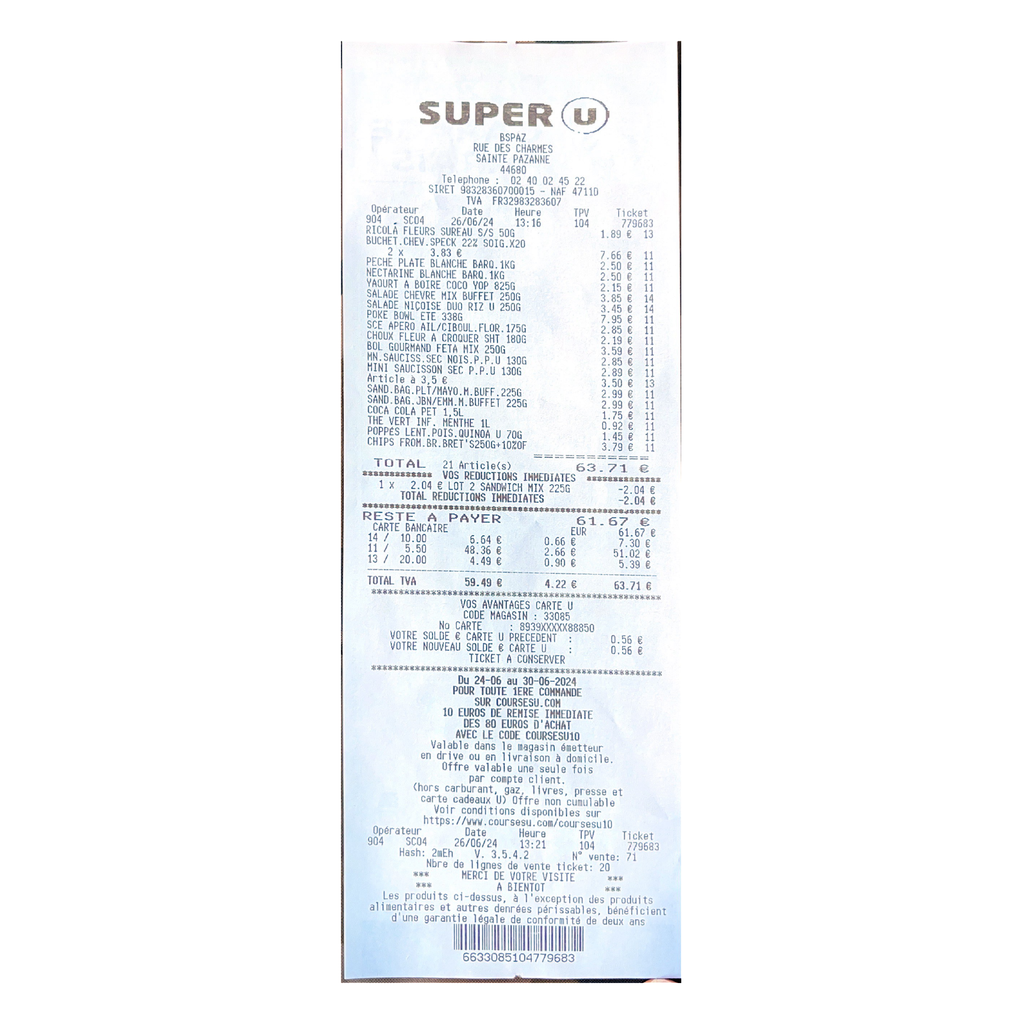 SUPER U
BSPAZ
RUE DES CHARMES
SAINTE PAZANNE
44680
Telephone : 02 40 02 45 22
SIRET 98328360700015 - NAF 47110
TVA FR32983283607
Opérateur Date Heure TPV Ticket
904 SC04 26/06/24 13:16 104 779683
RICOLA FLEURS SUREAU S/S 50G 1.89 € 13
BUCHET.CHEV.SPECK 22% SOIG.X20
2 x 3.83 € 7.66 € 11
PECHE PLATE BLANCHE BARQ.1KG 2.50 € 11
NECTARINE BLANCHE BARQ.1KG 2.50 € 11
YAOURT A BOIRE COCO YOP 825G 2.15 € 11
SALADE CHEVRE MIX BUFFET 250G 3.85 € 14
SALADE NIÇOISE DUO RIZ U 250G 3.45 € 14
POKE BOWL ETE 338G 7.95 € 11
SCE APERO AIL/CIBOUL.FLOR.175G 2.85 € 11
CHOUX FLEUR A CROQUER SHT 180G 2.19 € 11
BOL GOURMAND FETA MIX 250G 3.59 € 11
MN.SAUCISS.SEC NOIS.P.P.U 130G 2.85 € 11
MINI SAUCISSON SEC P.P.U 130G 2.89 € 11
Article à 3,5 € 3.50 € 13
SAND.BAG.PLT/MAYO.M.BUFF.225G 2.99 € 11
SAND.BAG.JBN/EMM.M.BUFFET 225G 2.99 € 11
COCA COLA PET 1,5L 1.75 € 11
THE VERT INF. MENTHE 1L 0.92 € 11
POPPES LENT.POIS.QUINOA U 70G 1.45 € 11
CHIPS FROM.BR.BRET'S250G+10%OF 3.79 € 11
=============
TOTAL 21 Article(s) 63.71 €
************ VOS REDUCTIONS IMMEDIATES ************
1 x 2.04 € LOT 2 SANDWICH MIX 225G -2.04 €
TOTAL REDUCTIONS IMMEDIATES -2.04 €
RESTE A PAYER 61.67 €
CARTE BANCAIRE EUR 61.67 €
14 / 10.00 6.64 € 0.66 € 7.30 €
11 / 5.50 48.36 € 2.66 € 51.02 €
13 / 20.00 4.49 € 0.90 € 5.39 €
TOTAL TVA 59.49 € 4.22 € 63.71 €
VOS AVANTAGES CARTE U
CODE MAGASIN : 33085
No CARTE : 8939XXXXX88850
VOTRE SOLDE € CARTE U PRECEDENT : 0.56 €
VOTRE NOUVEAU SOLDE € CARTE U : 0.56 €
TICKET A CONSERVER
Du 24-06 au 30-06-2024
POUR TOUTE 1ERE COMMANDE
SUR COURSESU.COM
10 EUROS DE REMISE IMMEDIATE
DES 80 EUROS D'ACHAT
AVEC LE CODE COURSESU10
Valable dans le magasin émetteur
en drive ou en livraison à domicile.
Offre valable une seule fois
par compte client.
(hors carburant, gaz, livres, presse et
carte cadeaux U) Offre non cumulable
Voir conditions disponibles sur
https://www.coursesu.com/coursesu10
Opérateur Date Heure TPV Ticket
904 SC04 26/06/24 13:21 104 779683
Hash: 2mEh V. 3.5.4.2 N° vente: 71
Nbre de lignes de vente ticket: 20
*** MERCI DE VOTRE VISITE ***
*** A BIENTOT ***
Les produits ci-dessus, à l'exception des produits
alimentaires et autres denrées périssables, bénéficient
d'une garantie légale de conformité de deux ans
6633085104779683